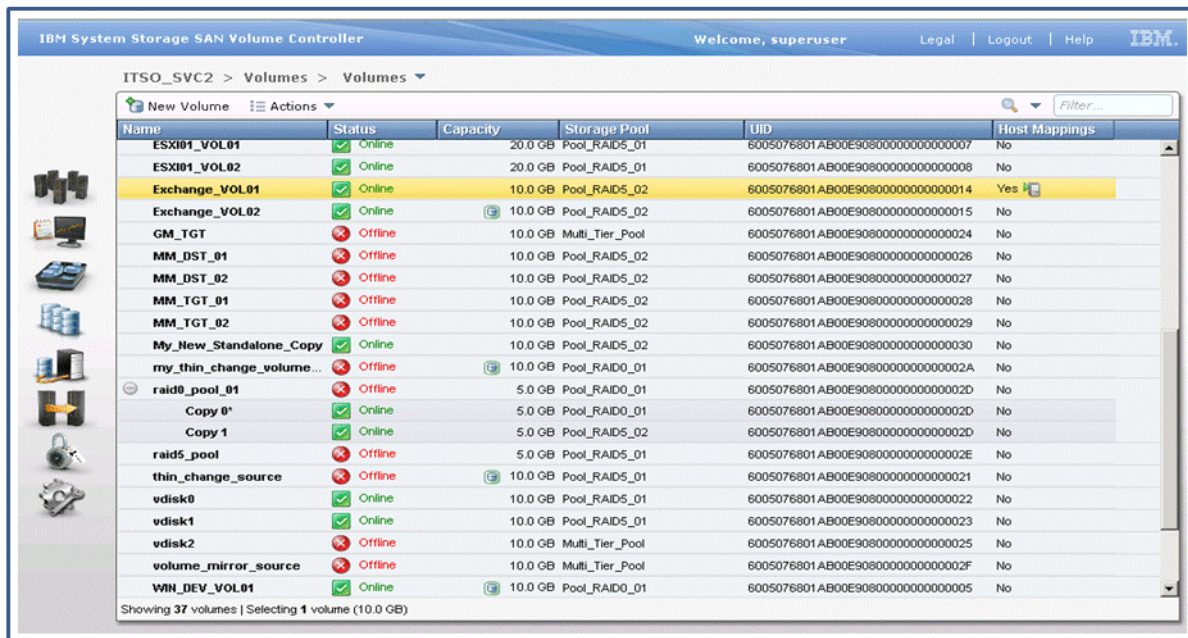 IBM System Storage SAN Volume Controller Welcome, superuser Legal | Logout | Help IBM.
ITSO_SVC2 > Volumes > Volumes
New Volume Actions Filter...
Name Status Capacity Storage Pool UID Host Mappings
ESXI01_VOL01 Online 20.0 GB Pool_RAID5_01 6005076801AB00E90800000000000007 No
ESXI01_VOL02 Online 20.0 GB Pool_RAID5_01 6005076801AB00E90800000000000008 No
Exchange_VOL01 Online 10.0 GB Pool_RAID5_02 6005076801AB00E90800000000000014 Yes
Exchange_VOL02 Online 10.0 GB Pool_RAID5_02 6005076801AB00E90800000000000015 No
GM_TGT Offline 10.0 GB Multi_Tier_Pool 6005076801AB00E90800000000000024 No
MM_DST_01 Offline 10.0 GB Pool_RAID5_02 6005076801AB00E90800000000000026 No
MM_DST_02 Offline 10.0 GB Pool_RAID5_02 6005076801AB00E90800000000000027 No
MM_TGT_01 Offline 10.0 GB Pool_RAID5_02 6005076801AB00E90800000000000028 No
MM_TGT_02 Offline 10.0 GB Pool_RAID5_02 6005076801AB00E90800000000000029 No
My_New_Standalone_Copy Online 10.0 GB Pool_RAID5_02 6005076801AB00E90800000000000030 No
my_thin_change_volume... Offline 10.0 GB Pool_RAID0_01 6005076801AB00E9080000000000002A No
raid0_pool_01 Offline 5.0 GB Pool_RAID0_01 6005076801AB00E9080000000000002D No
Copy 0* Online 5.0 GB Pool_RAID0_01 6005076801AB00E9080000000000002D No
Copy 1 Online 5.0 GB Pool_RAID5_02 6005076801AB00E9080000000000002D No
raid5_pool Offline 5.0 GB Pool_RAID5_01 6005076801AB00E9080000000000002E No
thin_change_source Offline 10.0 GB Pool_RAID5_01 6005076801AB00E90800000000000021 No
vdisk0 Online 10.0 GB Pool_RAID5_01 6005076801AB00E90800000000000022 No
vdisk1 Online 10.0 GB Pool_RAID5_01 6005076801AB00E90800000000000023 No
vdisk2 Offline 10.0 GB Multi_Tier_Pool 6005076801AB00E90800000000000025 No
volume_mirror_source Offline 10.0 GB Multi_Tier_Pool 6005076801AB00E9080000000000002F No
WIN_DEV_VOL01 Online 10.0 GB Pool_RAID0_01 6005076801AB00E90800000000000005 No
Showing 37 volumes | Selecting 1 volume (10.0 GB)